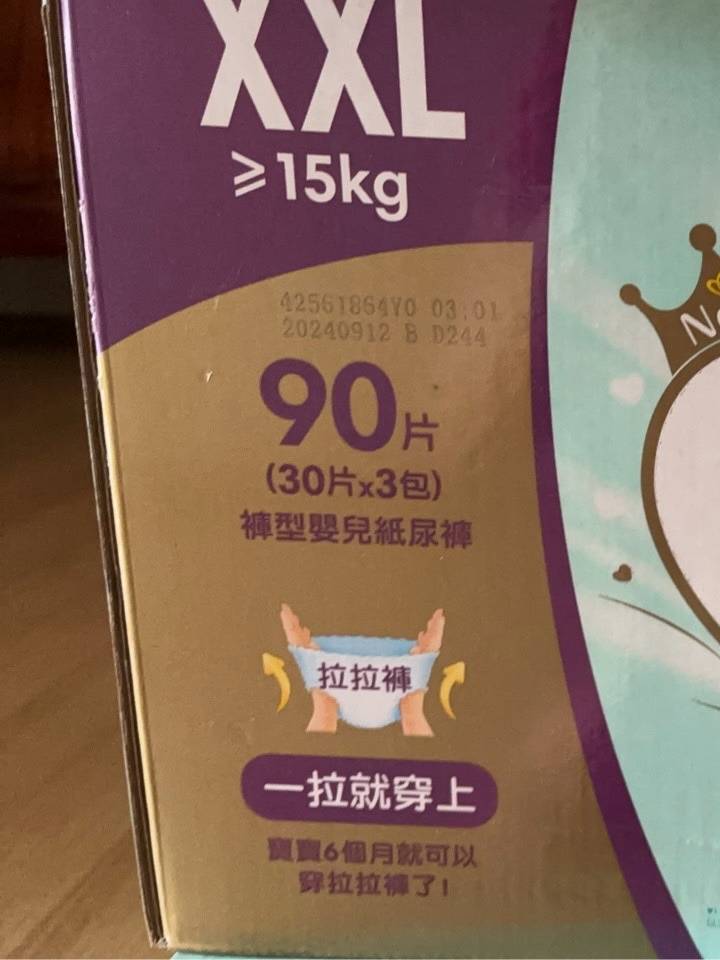 XXL
≥15kg
42561864Y0 03:01
20240912 B D244
90片
(30片x3包)
褲型嬰兒紙尿褲
拉拉褲
一拉就穿上
寶寶6個月就可以
穿拉拉褲了!